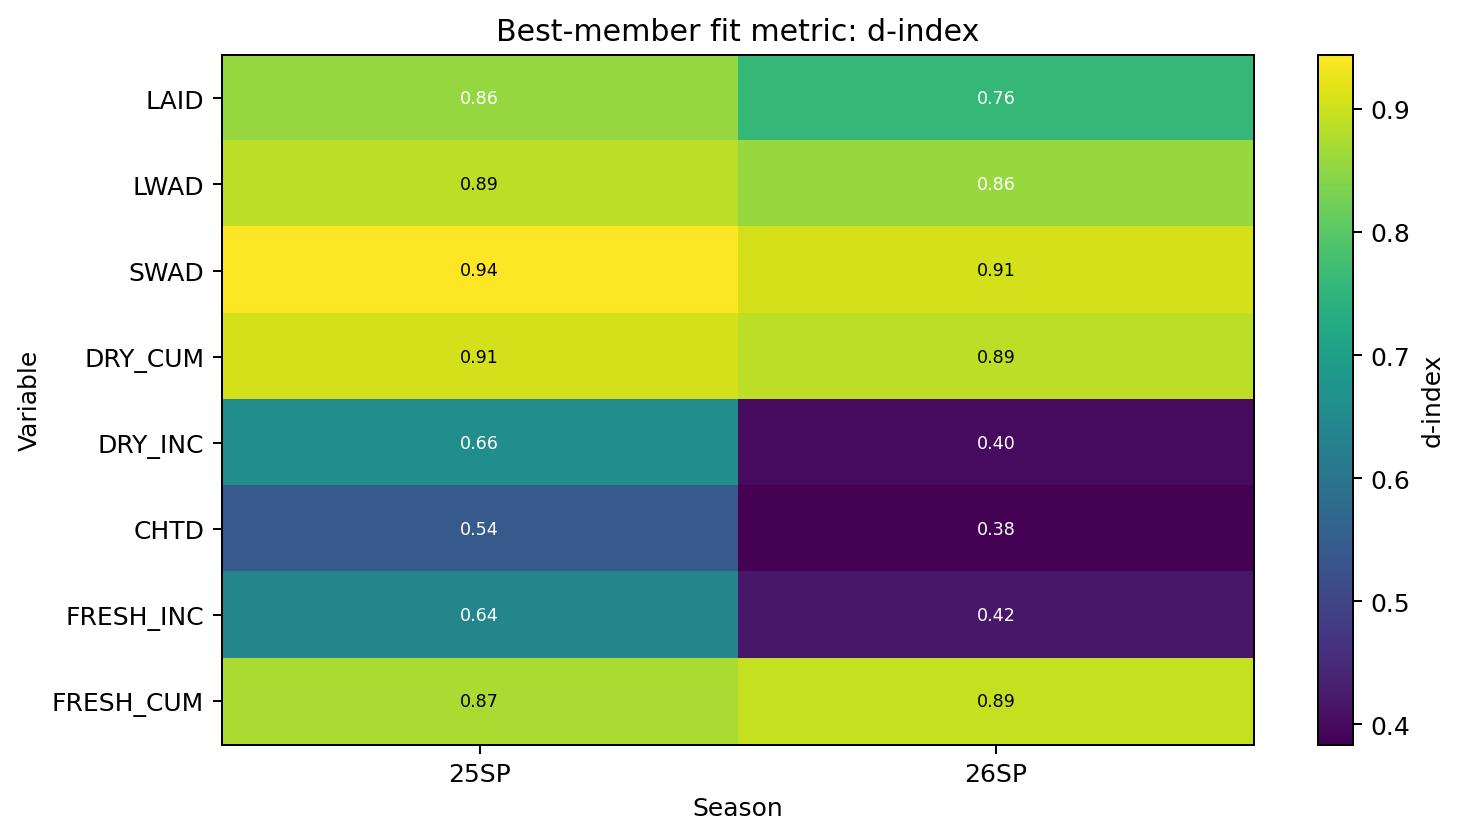 Best-member fit metric: d-index
LAID 0.86 0.76
LWAD 0.89 0.86
SWAD 0.94 0.91
DRY_CUM 0.91 0.89
DRY_INC 0.66 0.40
CHTD 0.54 0.38
FRESH_INC 0.64 0.42
FRESH_CUM 0.87 0.89
25SP 26SP
Season
Variable
0.9
0.8
0.7
0.6
0.5
0.4
d-index